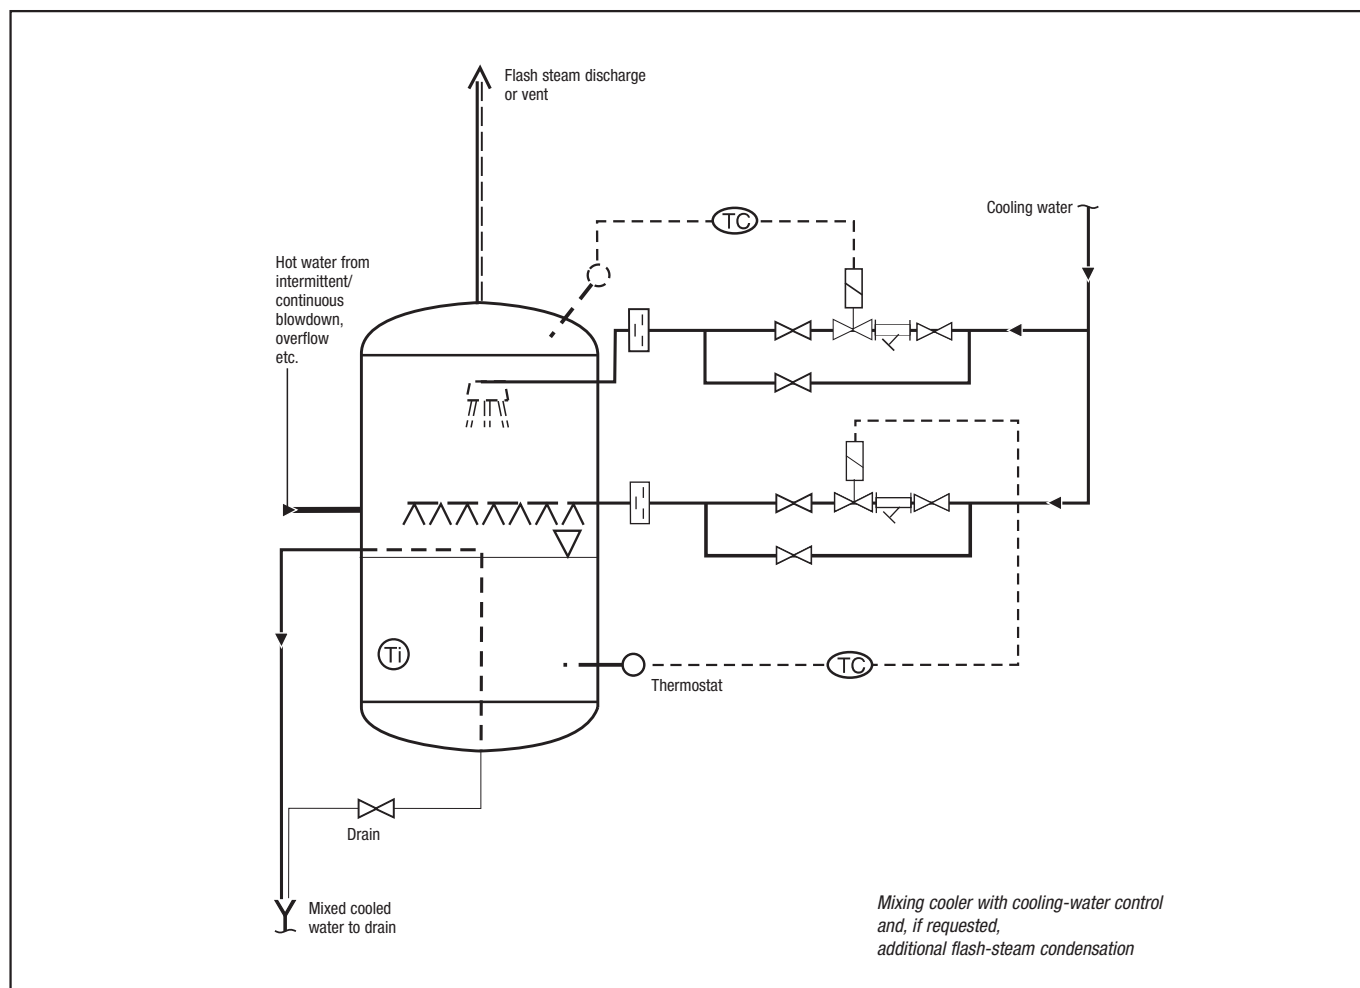 Flash steam discharge
or vent
Cooling water
TC
Hot water from
intermittent/
continuous
blowdown,
overflow
etc.
Ti
TC
Thermostat
Drain
Mixed cooled
water to drain
Mixing cooler with cooling-water control
and, if requested,
additional flash-steam condensation